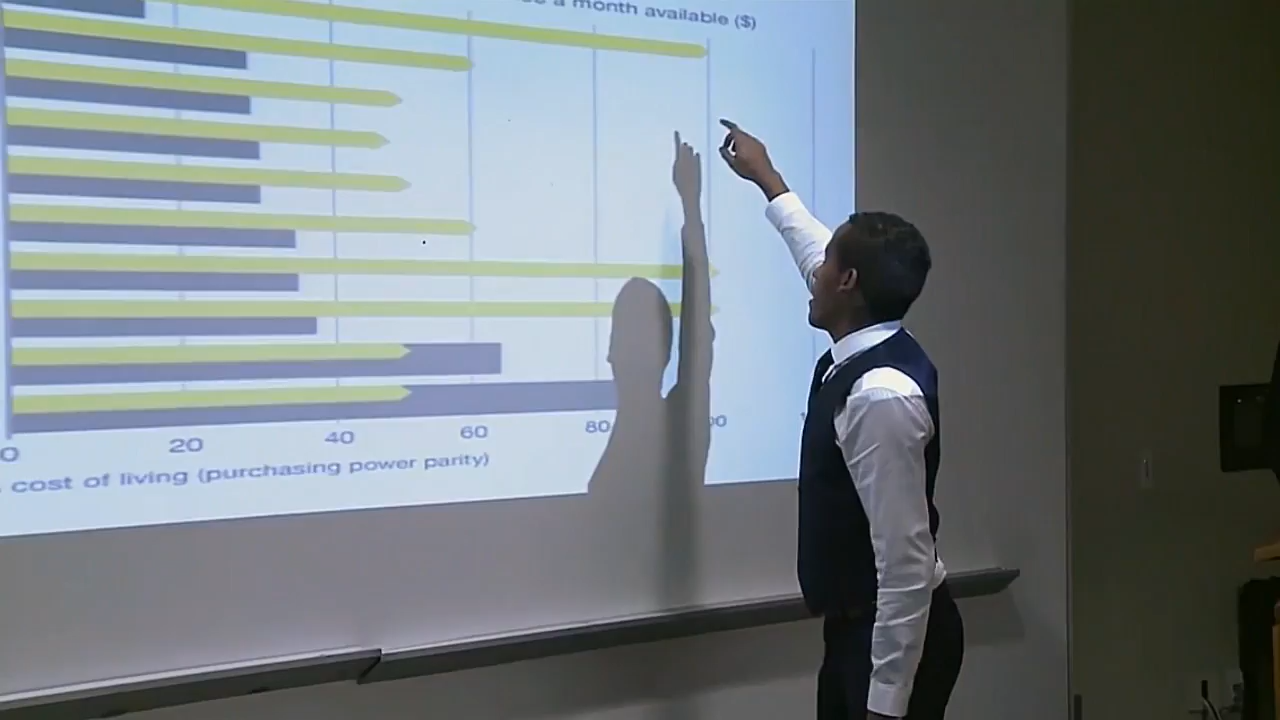 a month available ($)
0 20 40 60 80
cost of living (purchasing power parity)